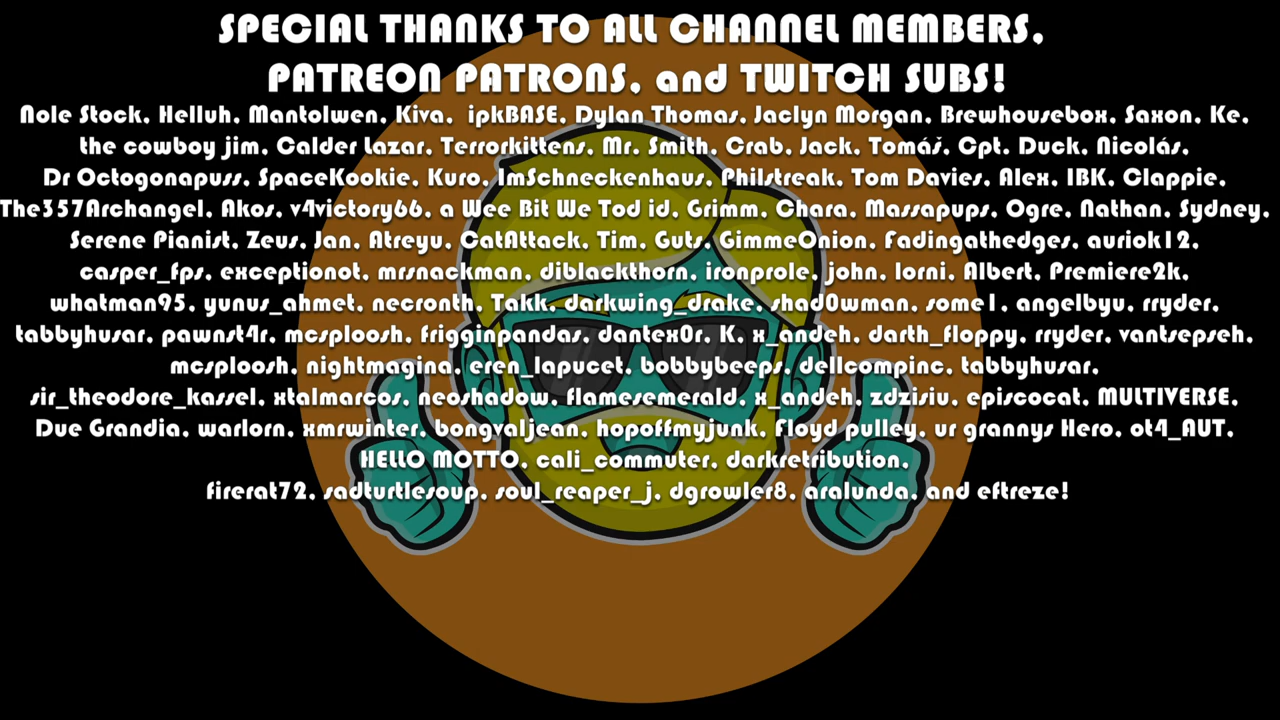 SPECIAL THANKS TO ALL CHANNEL MEMBERS,
PATREON PATRONS, and TWITCH SUBS!
Nole Stock, Helluh, Mantolwen, Kiva, ipkBASE, Dylan Thomas, Jaclyn Morgan, Brewhousebox, Saxon, Ke,
the cowboy jim, Calder Lazar, Terrorkittens, Mr. Smith, Crab, Jack, Tomáš, Cpt. Duck, Nicolás,
Dr Octogonapuss, SpaceKookie, Kuro, ImSchneckenhaus, Philstreak, Tom Davies, Alex, IBK, Clappie,
The357Archangel, Akos, v4victory66, a Wee Bit We Tod id, Grimm, Chara, Massapups, Ogre, Nathan, Sydney,
Serene Pianist, Zeus, Jan, Atreyu, CatAttack, Tim, Guts, GimmeOnion, Fadingathedges, auriok12,
casper_fps, exceptionot, mrsnackman, diblackthorn, ironprole, john, lorni, Albert, Premiere2k,
whatman95, yunus_ahmet, necronth, Takk, darkwing_drake, shad0wman, some1, angelbyu, rryder,
tabbyhusar, pawnst4r, mcsploosh, frigginpandas, dantex0r, K, x_andeh, darth_floppy, rryder, vantsepseh,
mcsploosh, nightmagina, eren_lapucet, bobbybeeps, dellcompinc, tabbyhusar,
sir_theodore_kassel, xtalmarcos, neoshadow, flamesemerald, x_andeh, zdzisiu, episcocat, MULTIVERSE,
Due Grandia, warlorn, xmrwinter, bongvaljean, hopoffmyjunk, Floyd pulley, ur grannys Hero, ot4_AUT,
HELLO MOTTO, cali_commuter, darkretribution,
firerat72, sadturtlesoup, soul_reaper_j, dgrowler8, aralunda, and eftreze!